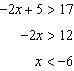 −2x + 5 > 17
−2x > 12
x < −6